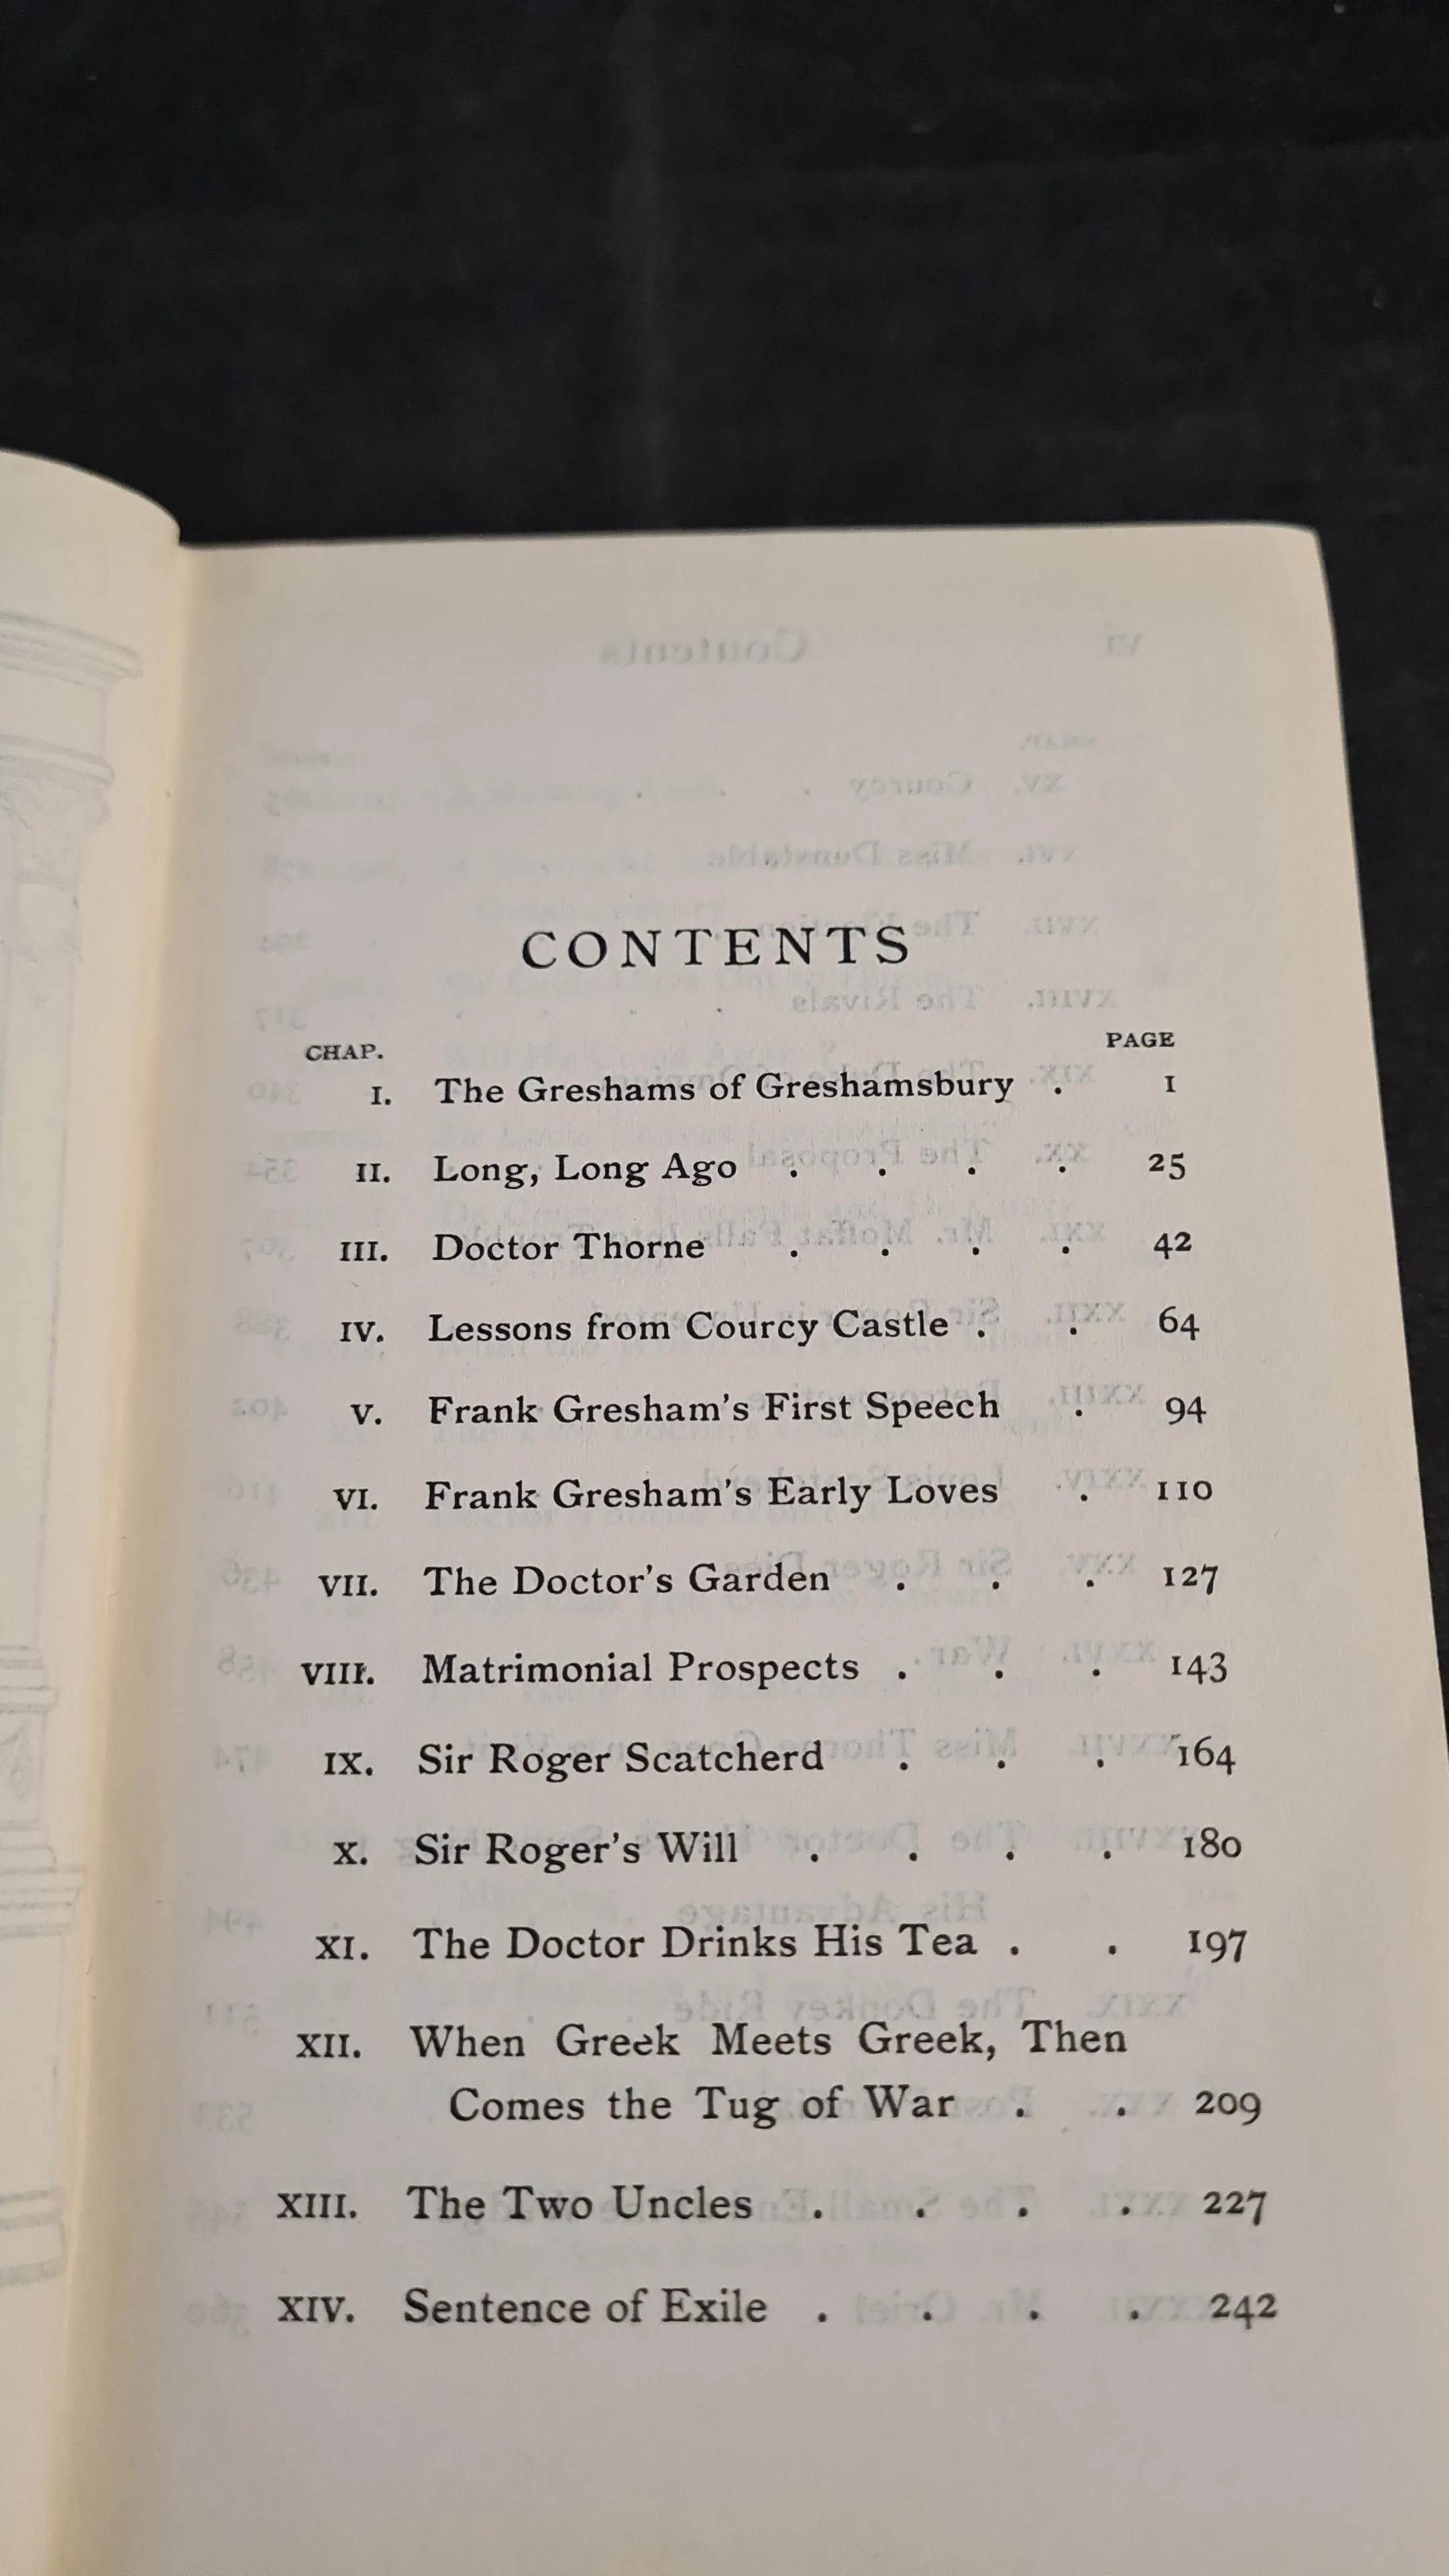 CONTENTS
CHAP. PAGE
I. The Greshams of Greshamsbury . 1
II. Long, Long Ago . . . . 25
III. Doctor Thorne . . . . 42
IV. Lessons from Courcy Castle . . 64
V. Frank Gresham's First Speech . 94
VI. Frank Gresham's Early Loves . 110
VII. The Doctor's Garden . . . 127
VIII. Matrimonial Prospects . . . 143
IX. Sir Roger Scatcherd . . . 164
X. Sir Roger's Will . . . . 180
XI. The Doctor Drinks His Tea . . 197
XII. When Greek Meets Greek, Then
Comes the Tug of War . . 209
XIII. The Two Uncles . . . . 227
XIV. Sentence of Exile . . . . 242